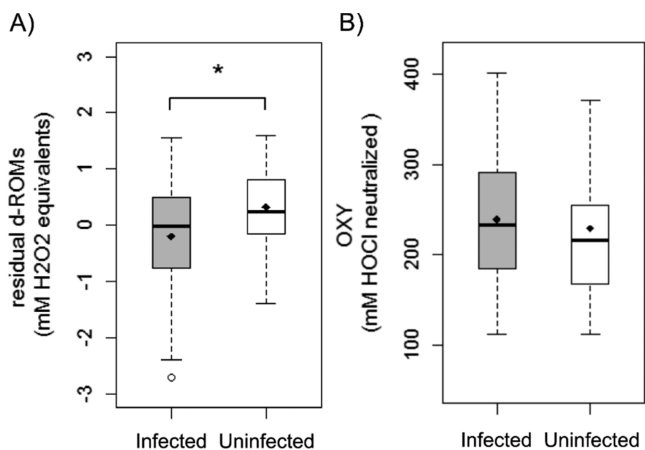 A)
residual d-ROMs
(mM H2O2 equivalents)
3
2
1
0
-1
-2
-3
*
Infected Uninfected
B)
OXY
(mM HOCl neutralized )
400
300
200
100
Infected Uninfected